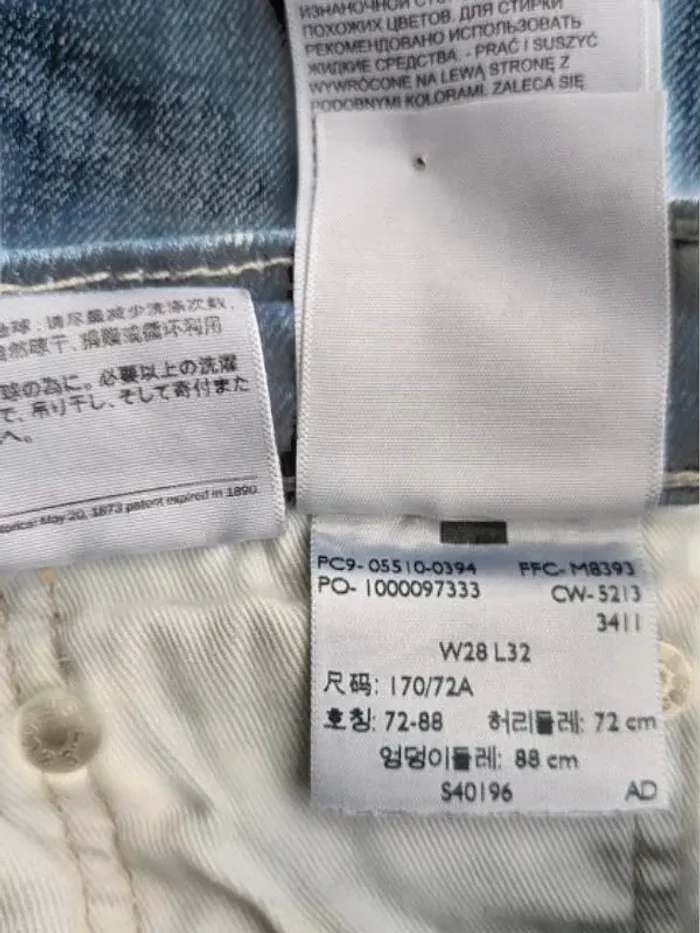 ИЗНАНОЧНОЙ
ПОХОЖИХ ЦВЕТОВ. ДЛЯ СТИРКИ
РЕКОМЕНДОВАНО ИСПОЛЬЗОВАТЬ
ЖИДКИЕ СРЕДСТВА. - PRAĆ I SUSZYĆ
WYWRÓCONE NA LEWĄ STRONĘ Z
PODOBNYMI KOLORAMI. ZALECA SIĘ
球：请尽量减少洗涤次数，
自然晾干、捐赠或循环利用
球の為に。必要以上の洗濯
で、吊り干し、そして寄付また
へ。
May 20, 1873 patent expired in 1890.
PC9- 05510-0394 FFC- M8393
PO- 1000097333 CW- 5213
3411
W28 L32
尺码: 170/72A
호칭: 72-88 허리둘레: 72 cm
엉덩이둘레: 88 cm
S40196 AD